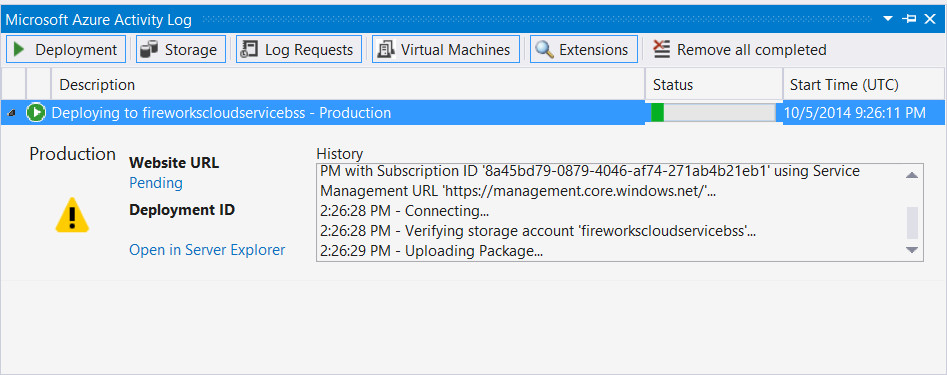 Microsoft Azure Activity Log
Deployment Storage Log Requests Virtual Machines Extensions Remove all completed
Description Status Start Time (UTC)
Deploying to fireworkscloudservicebss - Production 10/5/2014 9:26:11 PM
Production
Website URL
Pending
Deployment ID
Open in Server Explorer
History
PM with Subscription ID '8a45bd79-0879-4046-af74-271ab4b21eb1' using Service
Management URL 'https://management.core.windows.net/'...
2:26:28 PM - Connecting...
2:26:28 PM - Verifying storage account 'fireworkscloudservicebss'...
2:26:29 PM - Uploading Package...